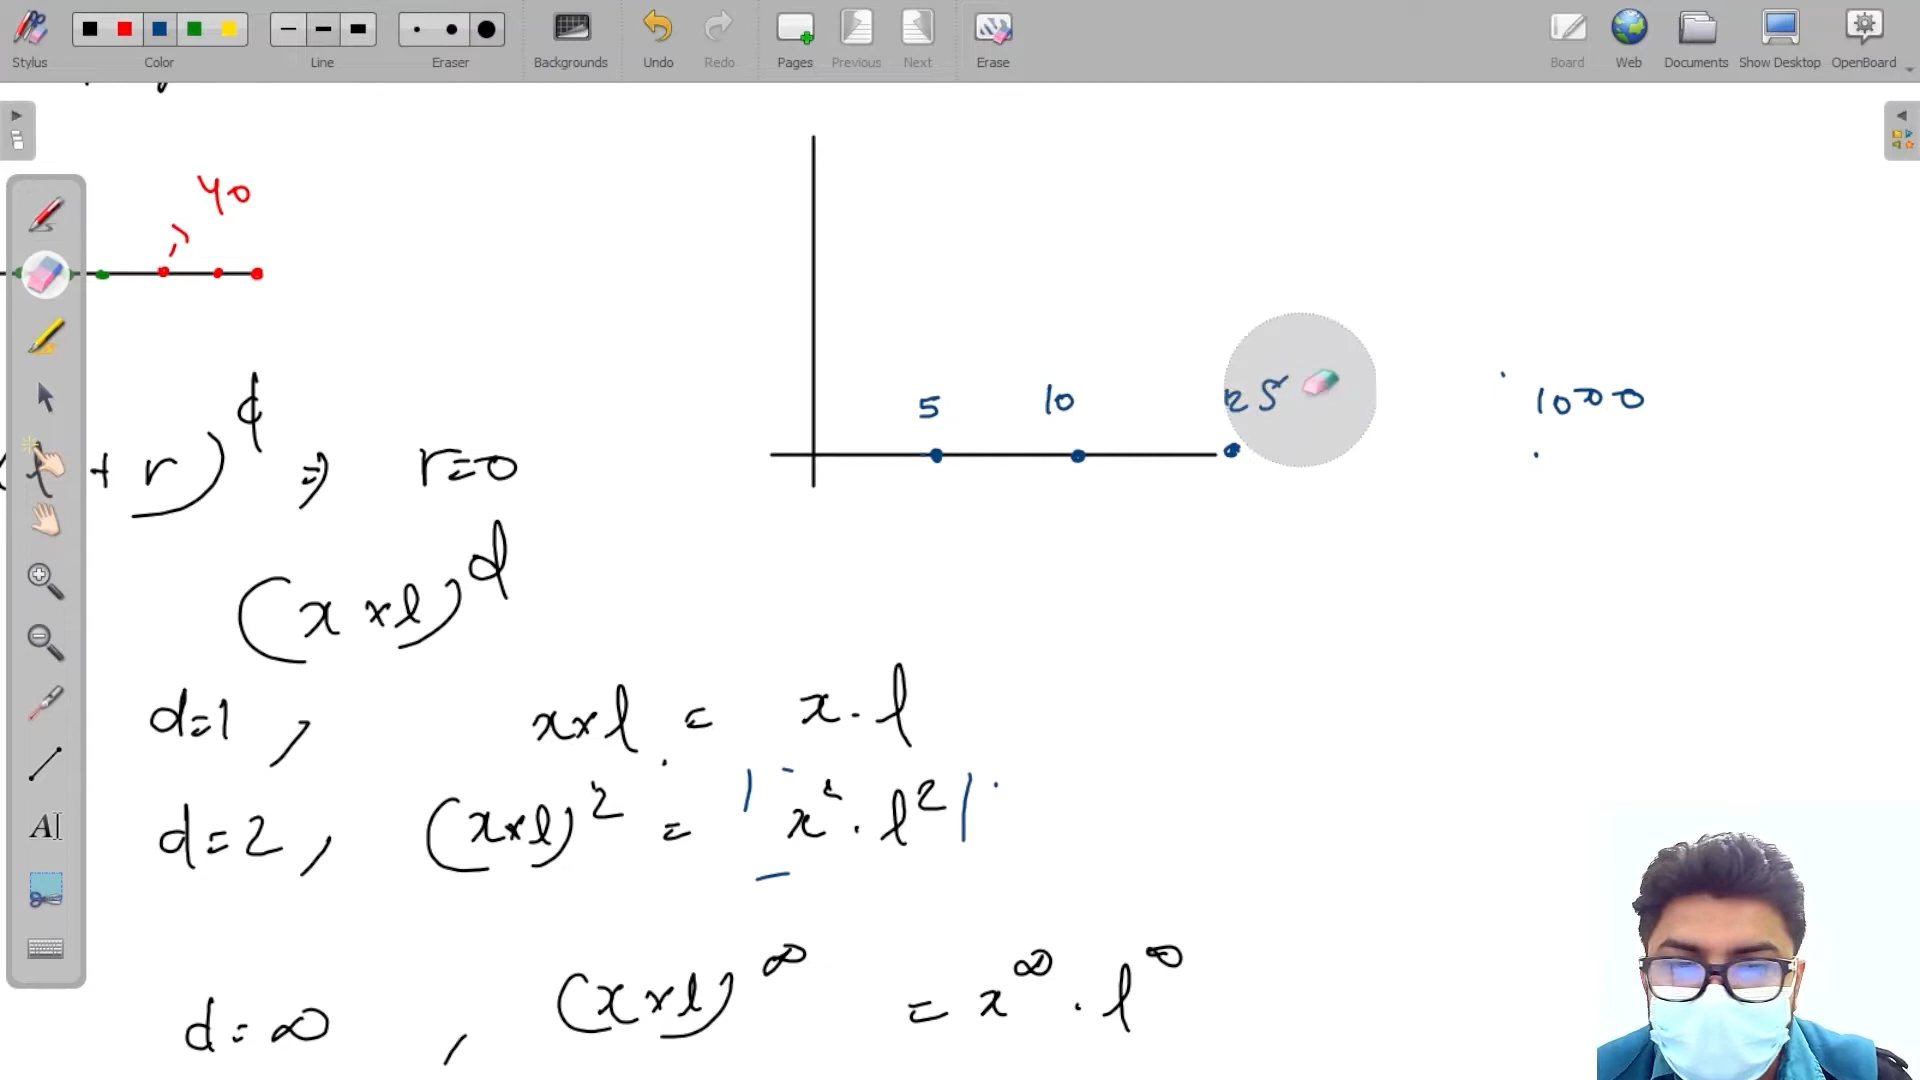 Stylus
Color
Line
Eraser
Backgrounds
Undo
Redo
Pages
Previous
Next
Erase
Board
Web
Documents
Show Desktop
OpenBoard
40
5
10
25
1000
+ r)^d => r=0
(x × l)^d
d=1, x×l = x·l
d=2, (x×l)^2 = x^2·l^2
d=∞, (x×l)^∞ = x^∞·l^∞